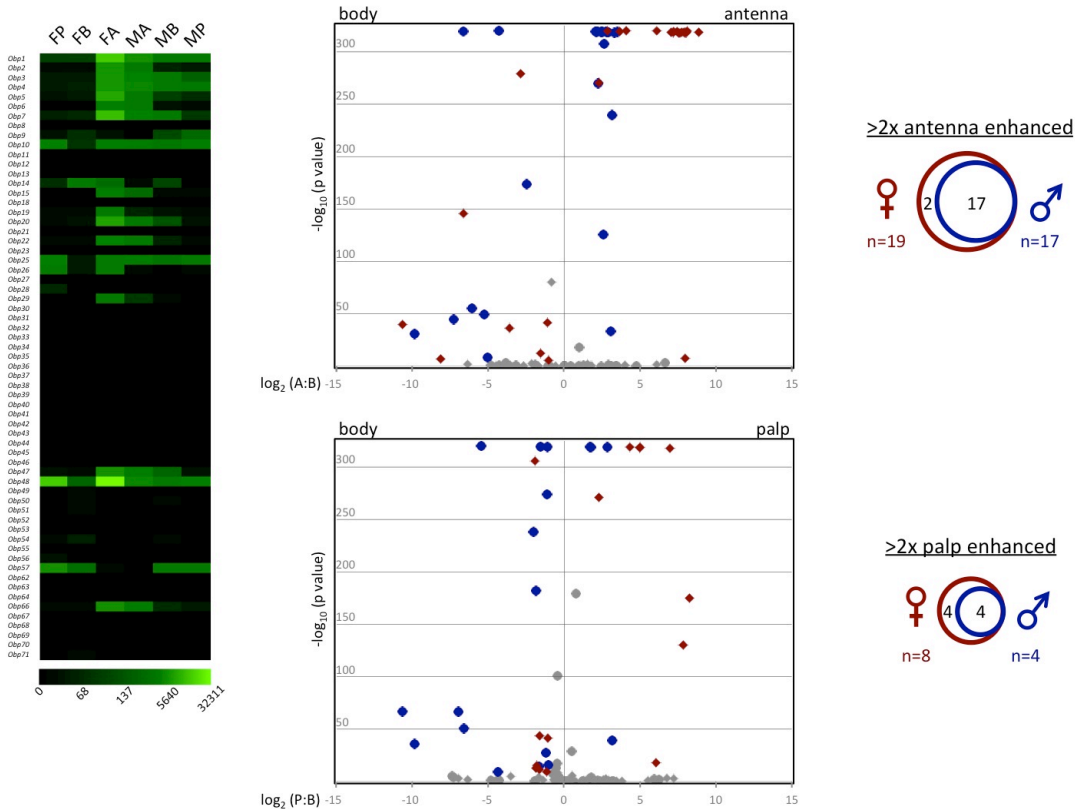 FP FB FA MA MB MP
Obp1
Obp2
Obp3
Obp4
Obp5
Obp6
Obp7
Obp8
Obp9
Obp10
Obp11
Obp12
Obp13
Obp14
Obp15
Obp18
Obp19
Obp20
Obp21
Obp22
Obp23
Obp25
Obp26
Obp27
Obp28
Obp29
Obp30
Obp31
Obp32
Obp33
Obp34
Obp35
Obp36
Obp37
Obp38
Obp39
Obp40
Obp41
Obp42
Obp43
Obp44
Obp45
Obp46
Obp47
Obp48
Obp49
Obp50
Obp51
Obp52
Obp53
Obp54
Obp55
Obp56
Obp57
Obp62
Obp63
Obp64
Obp66
Obp67
Obp68
Obp69
Obp70
Obp71
0 68 137 5640 32311
body antenna
300
250
200
150
100
50
-log10 (p value)
log2 (A:B) -15 -10 -5 0 5 10 15
body palp
300
250
200
150
100
50
-log10 (p value)
log2 (P:B) -15 -10 -5 0 5 10 15
>2x antenna enhanced
♀ 2 17 ♂
n=19 n=17
>2x palp enhanced
♀ 4 4 ♂
n=8 n=4